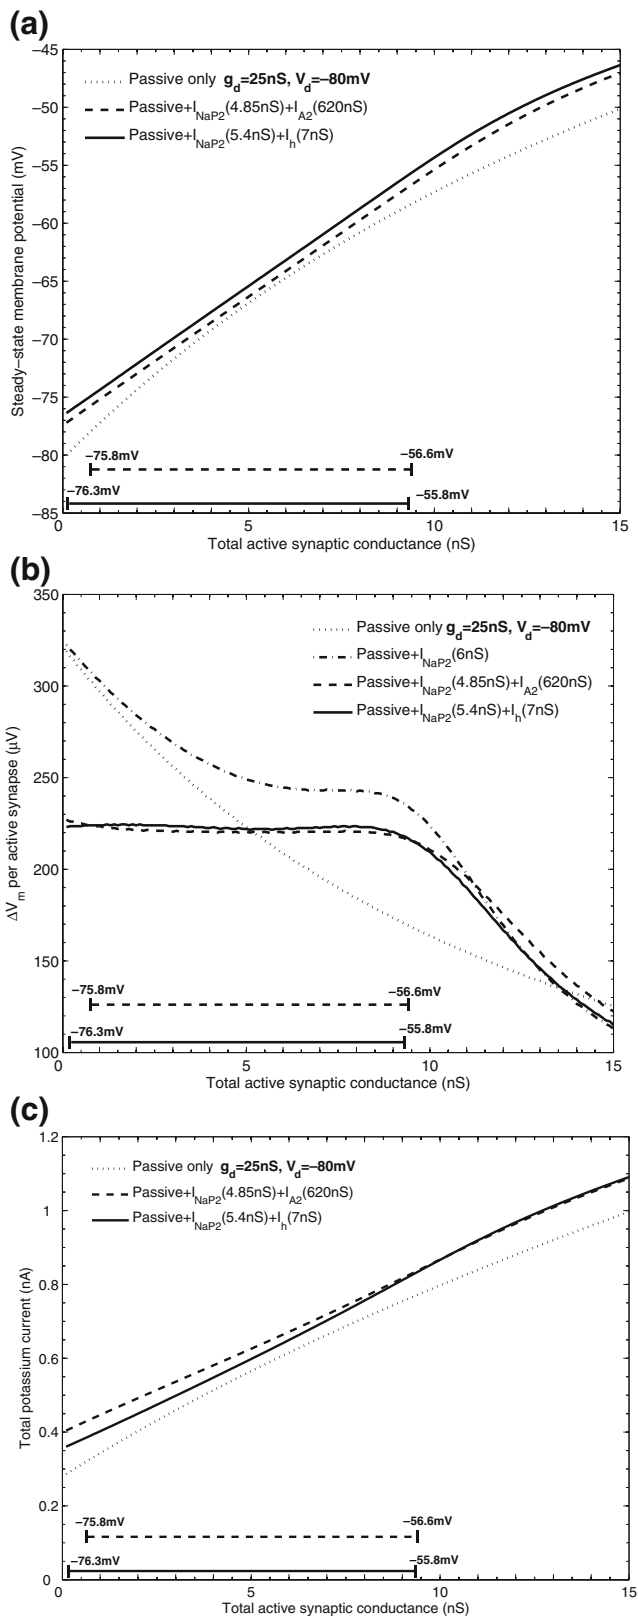 (a)
−45
−50
−55
−60
−65
−70
−75
−80
−85
Steady−state membrane potential (mV)
Passive only g_d=25nS, V_d=−80mV
Passive+I_NaP2(4.85nS)+I_A2(620nS)
Passive+I_NaP2(5.4nS)+I_h(7nS)
−75.8mV −56.6mV
−76.3mV −55.8mV
0 5 10 15
Total active synaptic conductance (nS)
(b)
350
300
250
200
150
100
ΔV_m per active synapse (μV)
Passive only g_d=25nS, V_d=−80mV
Passive+I_NaP2(6nS)
Passive+I_NaP2(4.85nS)+I_A2(620nS)
Passive+I_NaP2(5.4nS)+I_h(7nS)
−75.8mV −56.6mV
−76.3mV −55.8mV
0 5 10 15
Total active synaptic conductance (nS)
(c)
1.2
1
0.8
0.6
0.4
0.2
0
Total potassium current (nA)
Passive only g_d=25nS, V_d=−80mV
Passive+I_NaP2(4.85nS)+I_A2(620nS)
Passive+I_NaP2(5.4nS)+I_h(7nS)
−75.8mV −56.6mV
−76.3mV −55.8mV
0 5 10 15
Total active synaptic conductance (nS)